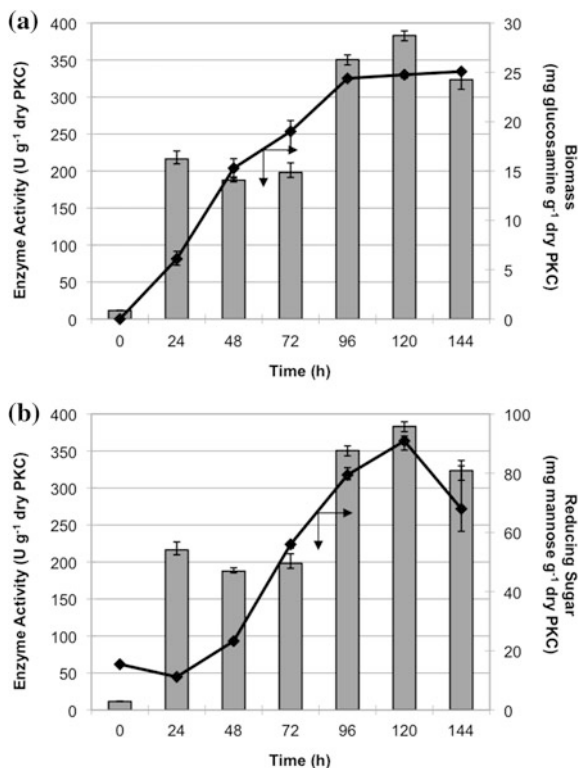 (a)
400
350
300
250
200
150
100
50
0
Enzyme Activity (U g⁻¹ dry PKC)
30
25
20
15
10
5
0
Biomass
(mg glucosamine g⁻¹ dry PKC)
0 24 48 72 96 120 144
Time (h)
(b)
400
350
300
250
200
150
100
50
0
Enzyme Activity (U g⁻¹ dry PKC)
100
80
60
40
20
0
Reducing Sugar
(mg mannose g⁻¹ dry PKC)
0 24 48 72 96 120 144
Time (h)